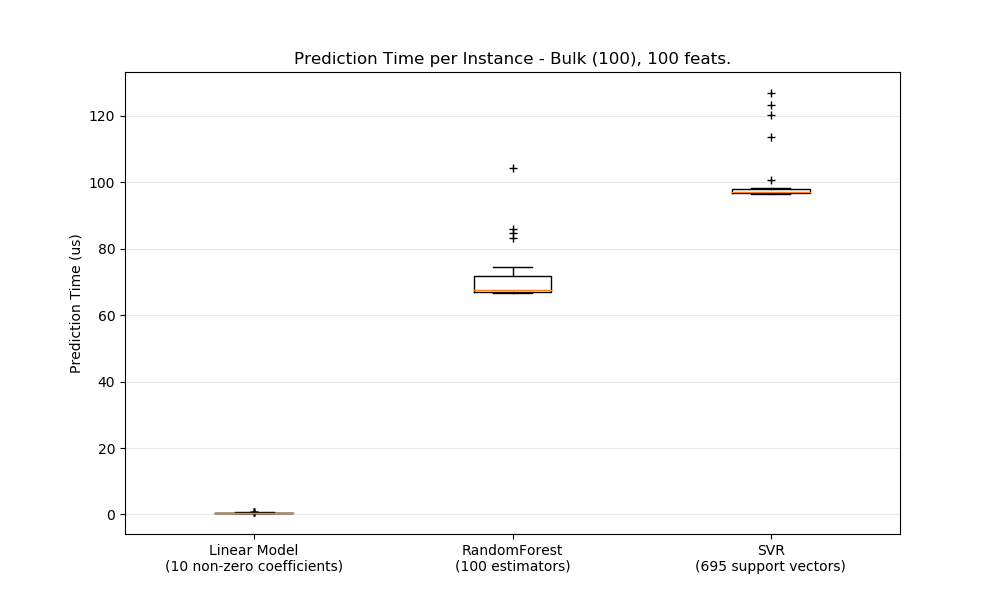 Prediction Time per Instance - Bulk (100), 100 feats.
Prediction Time (us)
120
100
80
60
40
20
0
Linear Model
(10 non-zero coefficients)
RandomForest
(100 estimators)
SVR
(695 support vectors)